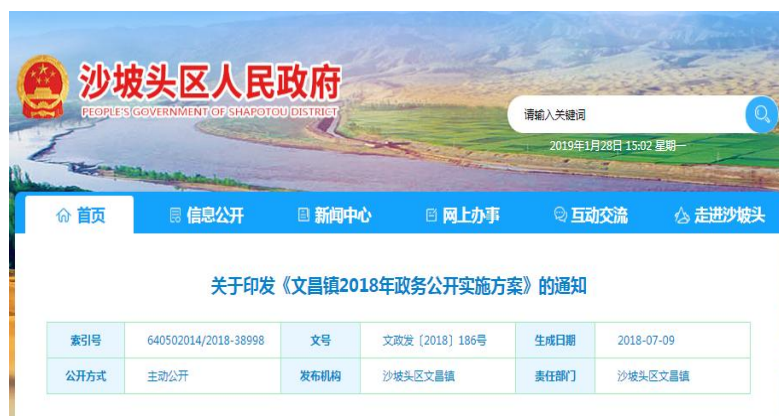 沙坡头区人民政府
PEOPLE'S GOVERNMENT OF SHAPOTOU DISTRICT
请输入关键词
2019年1月28日 15:02 星期一
首页 信息公开 新闻中心 网上办事 互动交流 走进沙坡头
关于印发《文昌镇2018年政务公开实施方案》的通知
索引号 640502014/2018-38998 文号 文政发〔2018〕186号 生成日期 2018-07-09
公开方式 主动公开 发布机构 沙坡头区文昌镇 责任部门 沙坡头区文昌镇